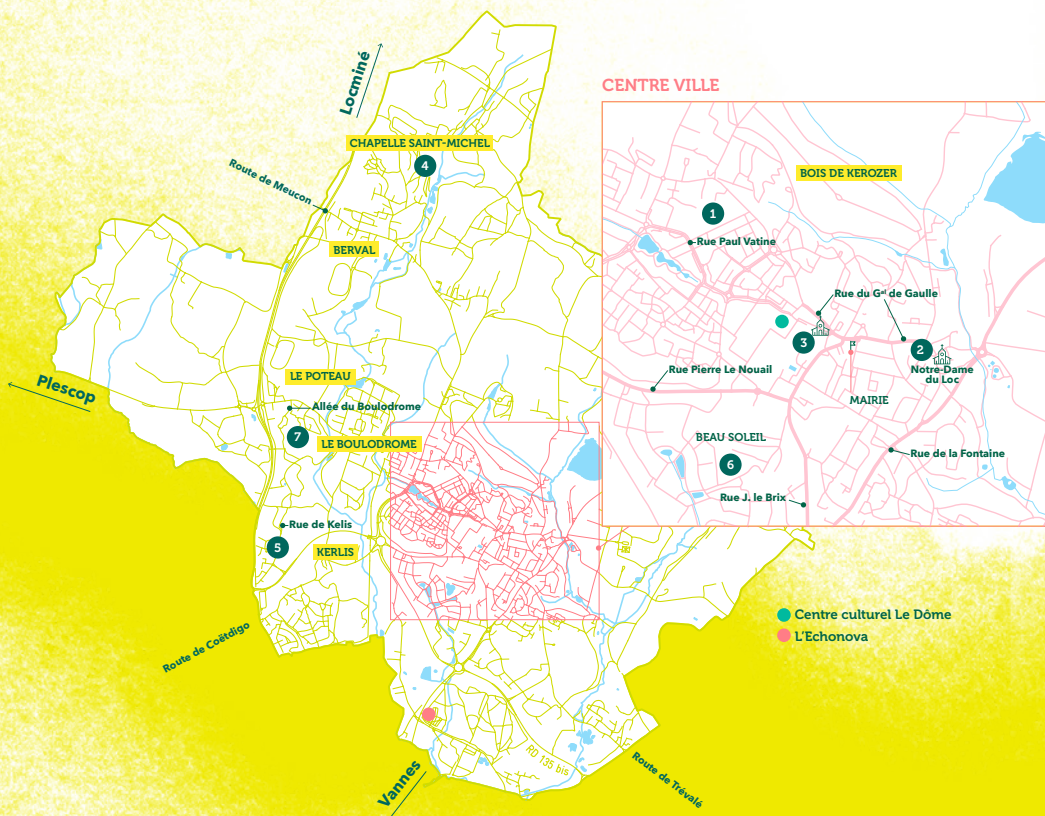 Locminé
CENTRE VILLE
CHAPELLE SAINT-MICHEL
4
Route de Meucon
BOIS DE KEROZER
1
Rue Paul Vatine
BERVAL
Rue du Gal de Gaulle
3
2
Notre-Dame
du Loc
Rue Pierre Le Nouail
MAIRIE
LE POTEAU
Plescop
Allée du Boulodrome
7
LE BOULODROME
BEAU SOLEIL
6
Rue de la Fontaine
Rue J. le Brix
Rue de Kelis
5
KERLIS
Centre culturel Le Dôme
L'Echonova
Route de Coëtdigo
RD 135 bis
Route de Trévalé
Vannes